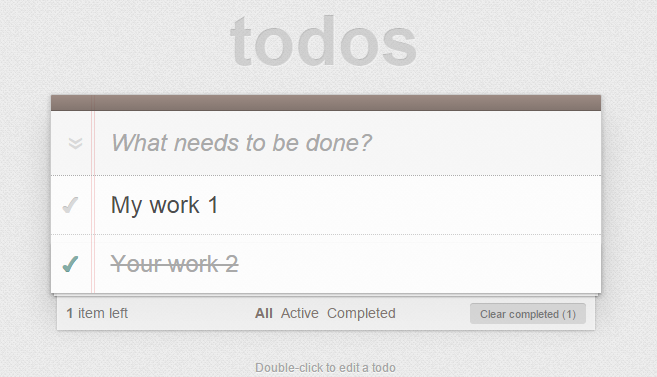 todos
What needs to be done?
My work 1
Your work 2
1 item left All Active Completed Clear completed (1)
Double-click to edit a todo